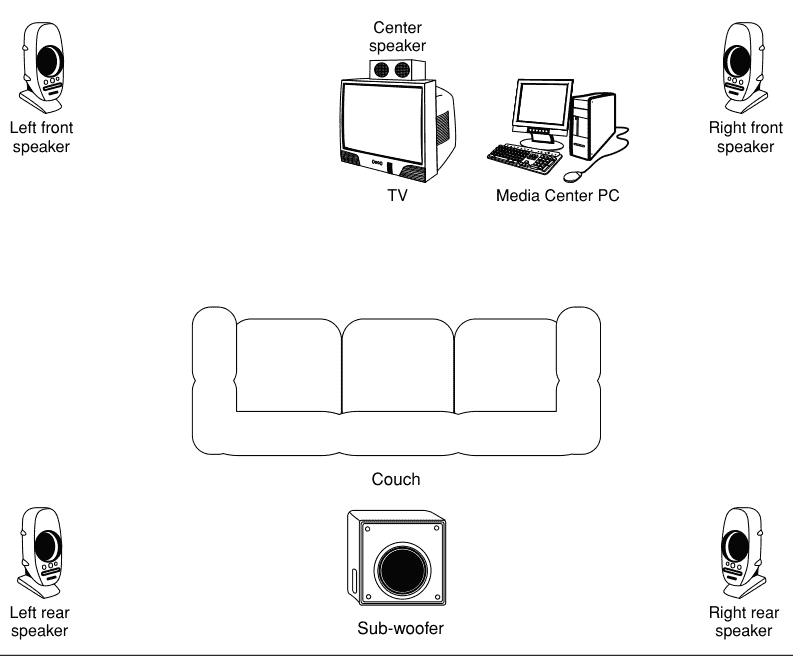 Center
speaker
Left front
speaker
Right front
speaker
TV
Media Center PC
Couch
Left rear
speaker
Sub-woofer
Right rear
speaker